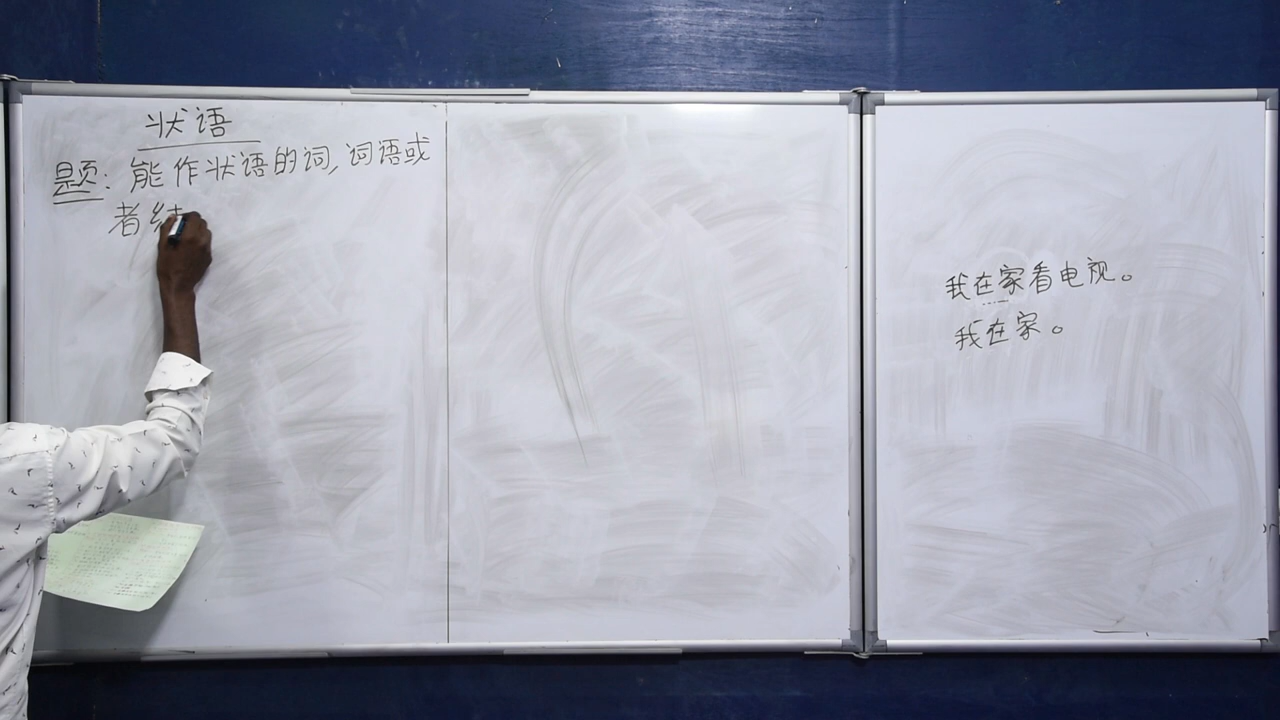 状语
题: 能作状语的词, 词语或
者
我在家看电视。
我在家。